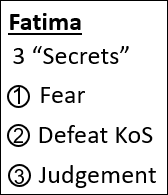 Fatima
3 “Secrets”
① Fear
② Defeat KoS
③ Judgement